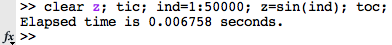 >> clear z; tic; ind=1:50000; z=sin(ind); toc;
Elapsed time is 0.006758 seconds.
fx >>